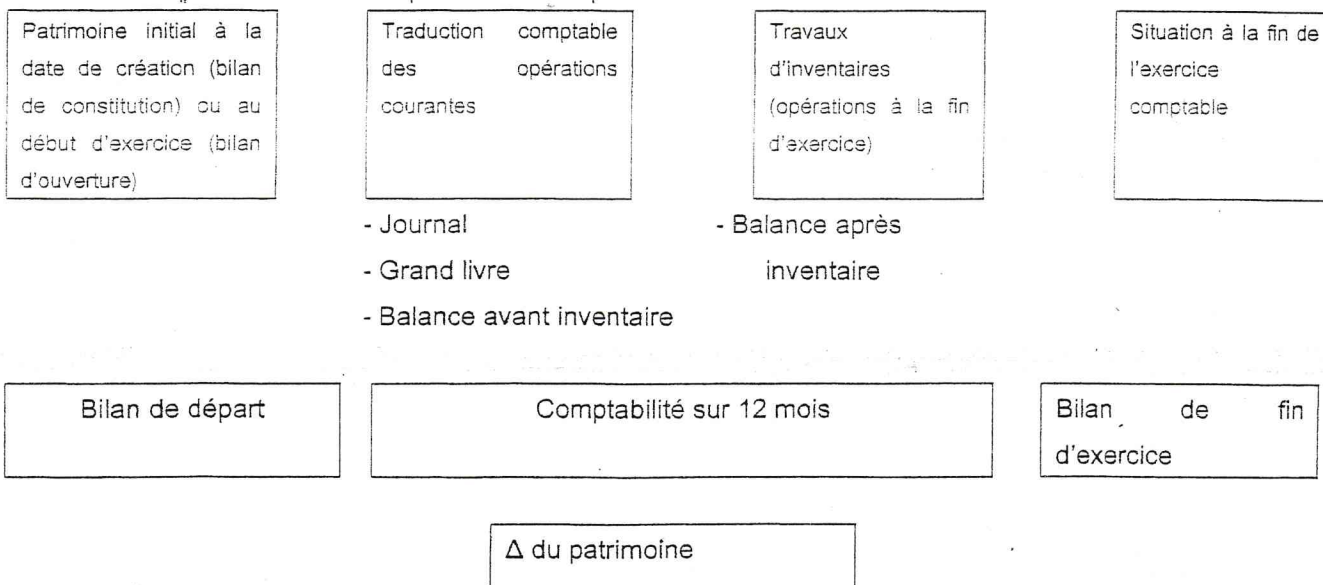 Patrimoine initial à la
date de création (bilan
de constitution) ou au
début d'exercice (bilan
d'ouverture)
Traduction comptable
des opérations
courantes
Travaux
d'inventaires
(opérations à la fin
d'exercice)
Situation à la fin de
l'exercice
comptable
- Journal
- Grand livre
- Balance avant inventaire
- Balance après
inventaire
Bilan de départ
Comptabilité sur 12 mois
Bilan de fin
d'exercice
Δ du patrimoine